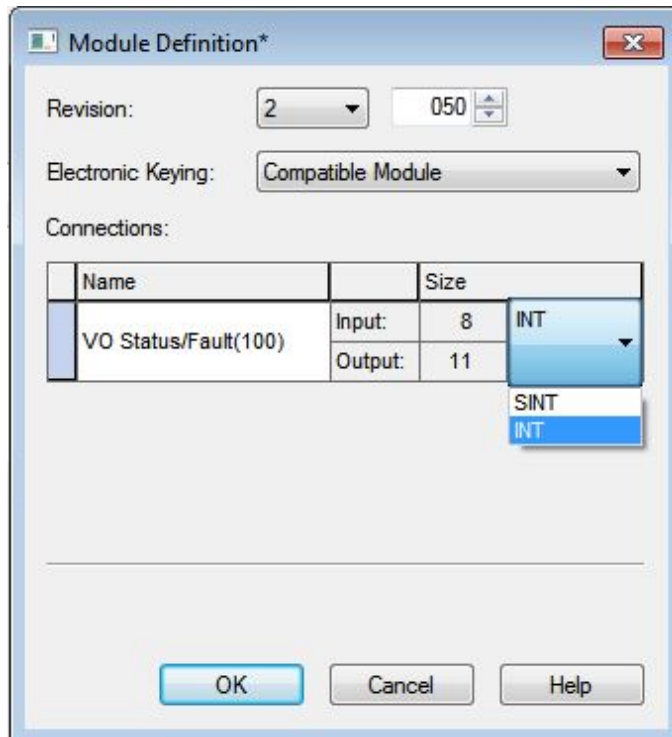 Module Definition*
Revision: 2 050
Electronic Keying: Compatible Module
Connections:
Name Size
VO Status/Fault(100) Input: 8 INT
Output: 11
SINT
INT
OK Cancel Help